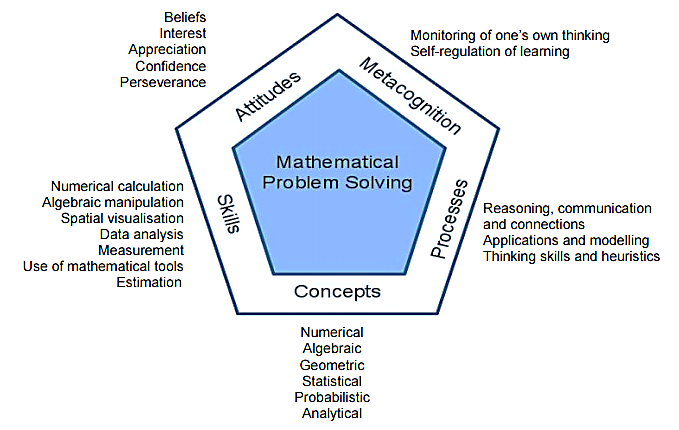 Beliefs
Interest
Appreciation
Confidence
Perseverance
Monitoring of one's own thinking
Self-regulation of learning
Attitudes
Metacognition
Mathematical
Problem Solving
Numerical calculation
Algebraic manipulation
Spatial visualisation
Data analysis
Measurement
Use of mathematical tools
Estimation
Skills
Processes
Reasoning, communication
and connections
Applications and modelling
Thinking skills and heuristics
Concepts
Numerical
Algebraic
Geometric
Statistical
Probabilistic
Analytical